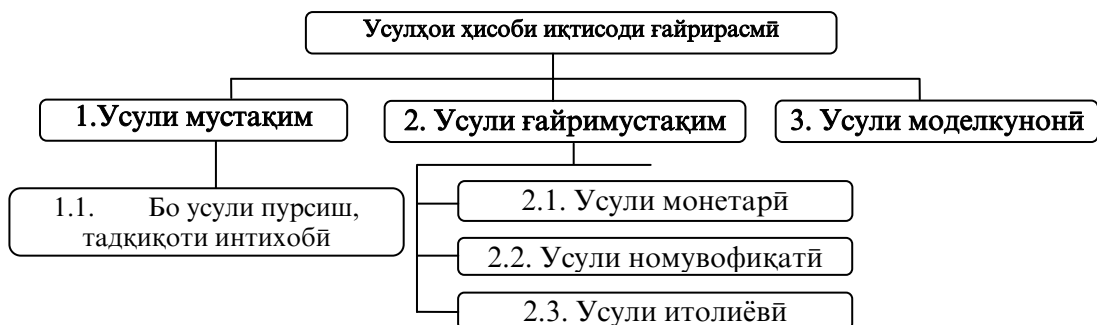 Усулҳои ҳисоби иқтисоди ғайрирасмӣ
1.Усули мустақим
2. Усули ғайримустақим
3. Усули моделкунонӣ
1.1. Бо усули пурсиш,
тадқиқоти интихобӣ
2.1. Усули монетарӣ
2.2. Усули номувофиқатӣ
2.3. Усули итолиёвӣ